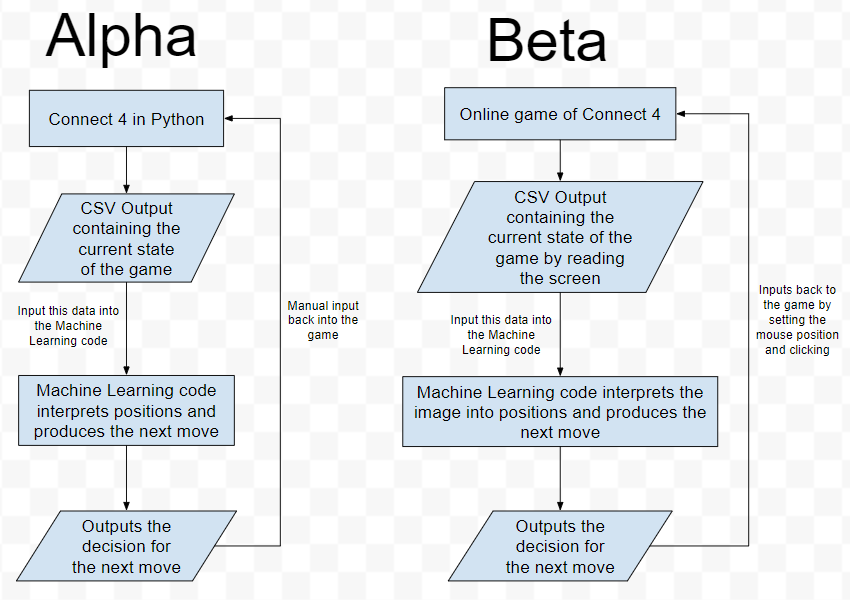 Alpha
Connect 4 in Python
CSV Output
containing the
current state
of the game
Input this data into
the Machine
Learning code
Manual input
back into the
game
Machine Learning code
interprets positions and
produces the next move
Outputs the
decision for
the next move
Beta
Online game of Connect 4
CSV Output
containing the
current state of the
game by reading
the screen
Input this data into
the Machine
Learning code
Inputs back to
the game by
setting the
mouse position
and clicking
Machine Learning code interprets the
image into positions and produces the
next move
Outputs the
decision for
the next move